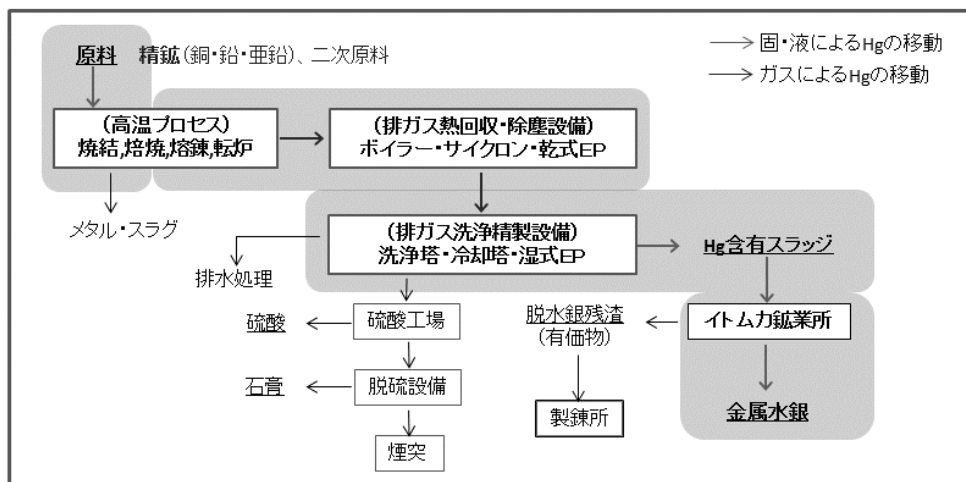 原料 精鉱(銅・鉛・亜鉛)、二次原料
固・液によるHgの移動
ガスによるHgの移動
(高温プロセス)
焼結,焙焼,熔錬,転炉
(排ガス熱回収・除塵設備)
ボイラー・サイクロン・乾式EP
メタル・スラグ
(排ガス洗浄精製設備)
洗浄塔・冷却塔・湿式EP
Hg含有スラッジ
排水処理
硫酸
硫酸工場
脱水銀残渣
(有価物)
イトムカ鉱業所
石膏
脱硫設備
製錬所
金属水銀
煙突